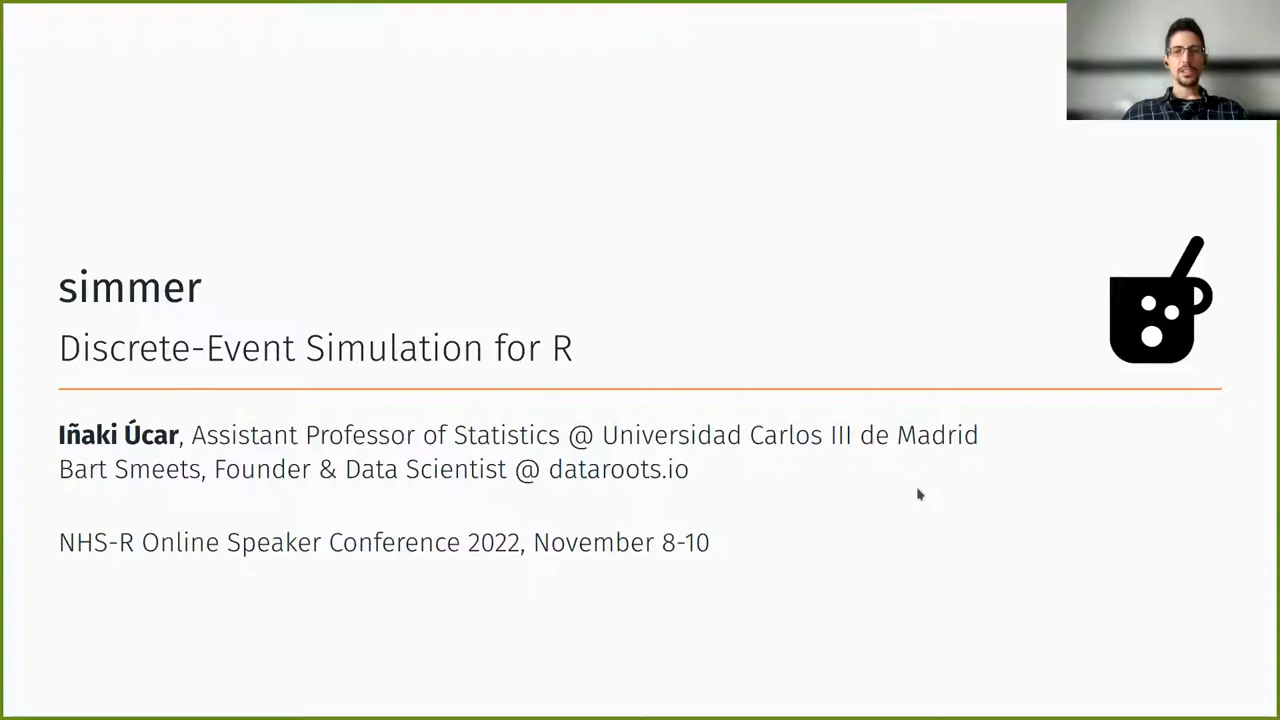 simmer
Discrete-Event Simulation for R
Iñaki Úcar, Assistant Professor of Statistics @ Universidad Carlos III de Madrid
Bart Smeets, Founder & Data Scientist @ dataroots.io
NHS-R Online Speaker Conference 2022, November 8-10